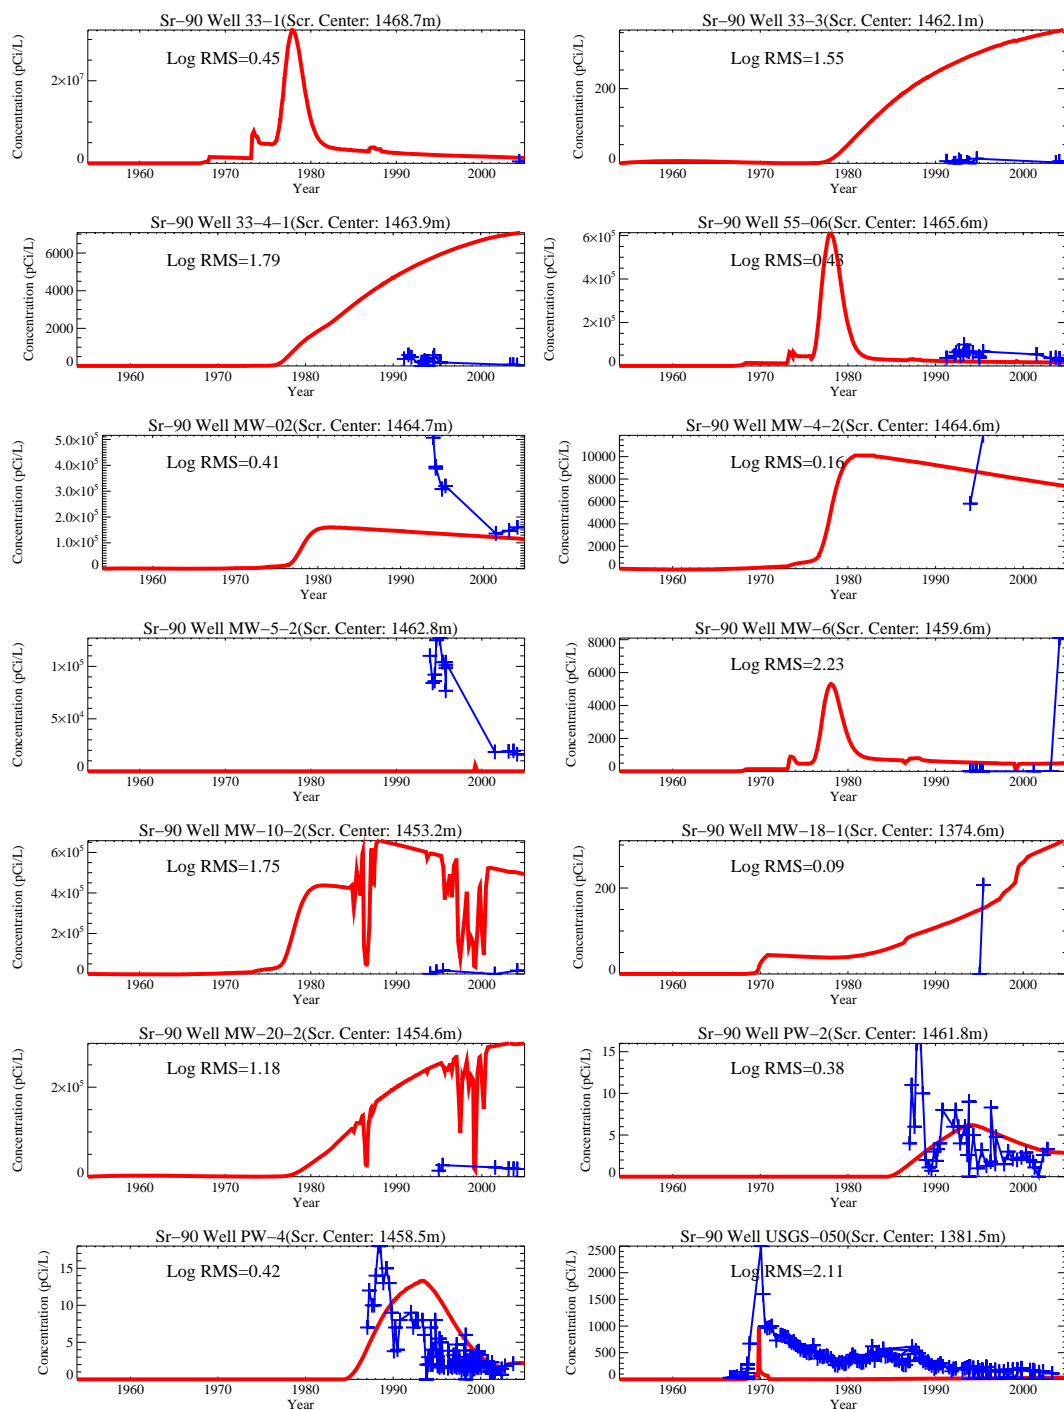 Sr−90 Well 33−1(Scr. Center: 1468.7m)
Log RMS=0.45
Concentration (pCi/L)
2×10⁷
0
1960 1970 1980 1990 2000
Year
Sr−90 Well 33−3(Scr. Center: 1462.1m)
Log RMS=1.55
Concentration (pCi/L)
200
0
1960 1970 1980 1990 2000
Year
Sr−90 Well 33−4−1(Scr. Center: 1463.9m)
Log RMS=1.79
Concentration (pCi/L)
6000
4000
2000
0
1960 1970 1980 1990 2000
Year
Sr−90 Well 55−06(Scr. Center: 1465.6m)
Log RMS=0.43
Concentration (pCi/L)
6×10⁵
4×10⁵
2×10⁵
0
1960 1970 1980 1990 2000
Year
Sr−90 Well MW−02(Scr. Center: 1464.7m)
Log RMS=0.41
Concentration (pCi/L)
5.0×10⁵
4.0×10⁵
3.0×10⁵
2.0×10⁵
1.0×10⁵
0
1960 1970 1980 1990 2000
Year
Sr−90 Well MW−4−2(Scr. Center: 1464.6m)
Log RMS=0.16
Concentration (pCi/L)
10000
8000
6000
4000
2000
0
1960 1970 1980 1990 2000
Year
Sr−90 Well MW−5−2(Scr. Center: 1462.8m)
Concentration (pCi/L)
1×10⁵
5×10⁴
0
1960 1970 1980 1990 2000
Year
Sr−90 Well MW−6(Scr. Center: 1459.6m)
Log RMS=2.23
Concentration (pCi/L)
8000
6000
4000
2000
0
1960 1970 1980 1990 2000
Year
Sr−90 Well MW−10−2(Scr. Center: 1453.2m)
Log RMS=1.75
Concentration (pCi/L)
6×10⁵
4×10⁵
2×10⁵
0
1960 1970 1980 1990 2000
Year
Sr−90 Well MW−18−1(Scr. Center: 1374.6m)
Log RMS=0.09
Concentration (pCi/L)
200
0
1960 1970 1980 1990 2000
Year
Sr−90 Well MW−20−2(Scr. Center: 1454.6m)
Log RMS=1.18
Concentration (pCi/L)
2×10⁵
0
1960 1970 1980 1990 2000
Year
Sr−90 Well PW−2(Scr. Center: 1461.8m)
Log RMS=0.38
Concentration (pCi/L)
15
10
5
0
1960 1970 1980 1990 2000
Year
Sr−90 Well PW−4(Scr. Center: 1458.5m)
Log RMS=0.42
Concentration (pCi/L)
15
10
5
0
1960 1970 1980 1990 2000
Year
Sr−90 Well USGS−050(Scr. Center: 1381.5m)
Log RMS=2.11
Concentration (pCi/L)
2500
2000
1500
1000
500
0
1960 1970 1980 1990 2000
Year